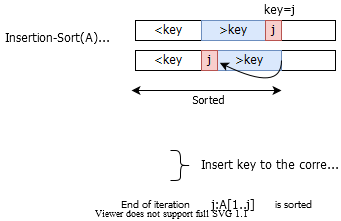 key=j
Insertion-Sort(A)...
<key >key j
<key j >key
Sorted
Insert key to the corre...
End of iteration j:A[1..j] is sorted
Viewer does not support full SVG 1.1